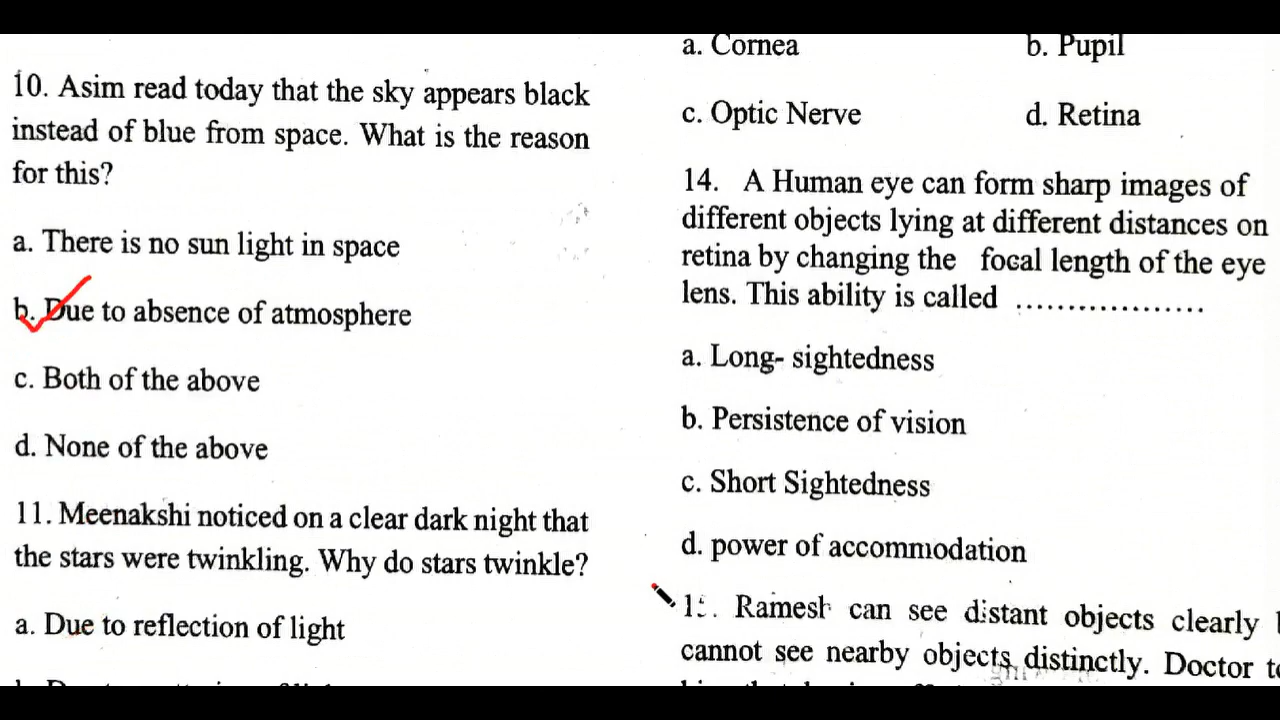 10. Asim read today that the sky appears black
instead of blue from space. What is the reason
for this?
a. There is no sun light in space
b. Due to absence of atmosphere
c. Both of the above
d. None of the above
11. Meenakshi noticed on a clear dark night that
the stars were twinkling. Why do stars twinkle?
a. Due to reflection of light
a. Cornea b. Pupil
c. Optic Nerve d. Retina
14. A Human eye can form sharp images of
different objects lying at different distances on
retina by changing the focal length of the eye
lens. This ability is called ..................
a. Long- sightedness
b. Persistence of vision
c. Short Sightedness
d. power of accommodation
15. Ramesh can see distant objects clearly
cannot see nearby objects distinctly. Doctor